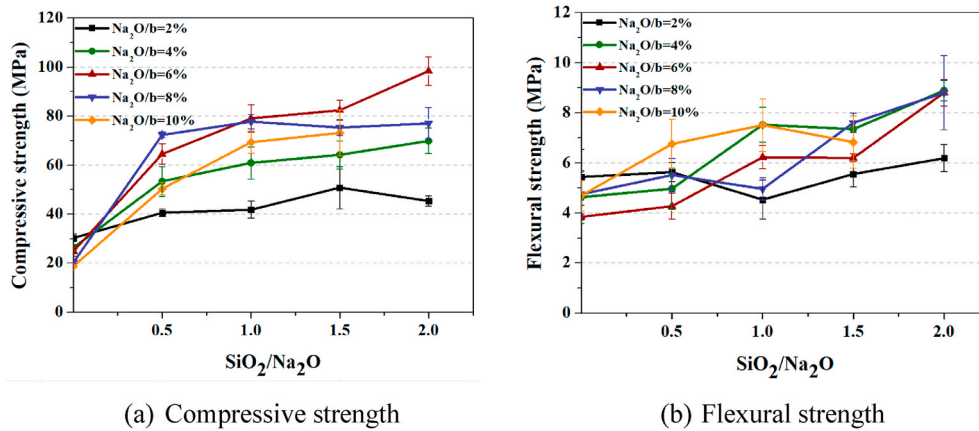 Na₂O/b=2%
Na₂O/b=4%
Na₂O/b=6%
Na₂O/b=8%
Na₂O/b=10%
Compressive strength (MPa)
120
100
80
60
40
20
0
0.5 1.0 1.5 2.0
SiO₂/Na₂O
(a) Compressive strength
Na₂O/b=2%
Na₂O/b=4%
Na₂O/b=6%
Na₂O/b=8%
Na₂O/b=10%
Flexural strength (MPa)
12
10
8
6
4
2
0
0.5 1.0 1.5 2.0
SiO₂/Na₂O
(b) Flexural strength